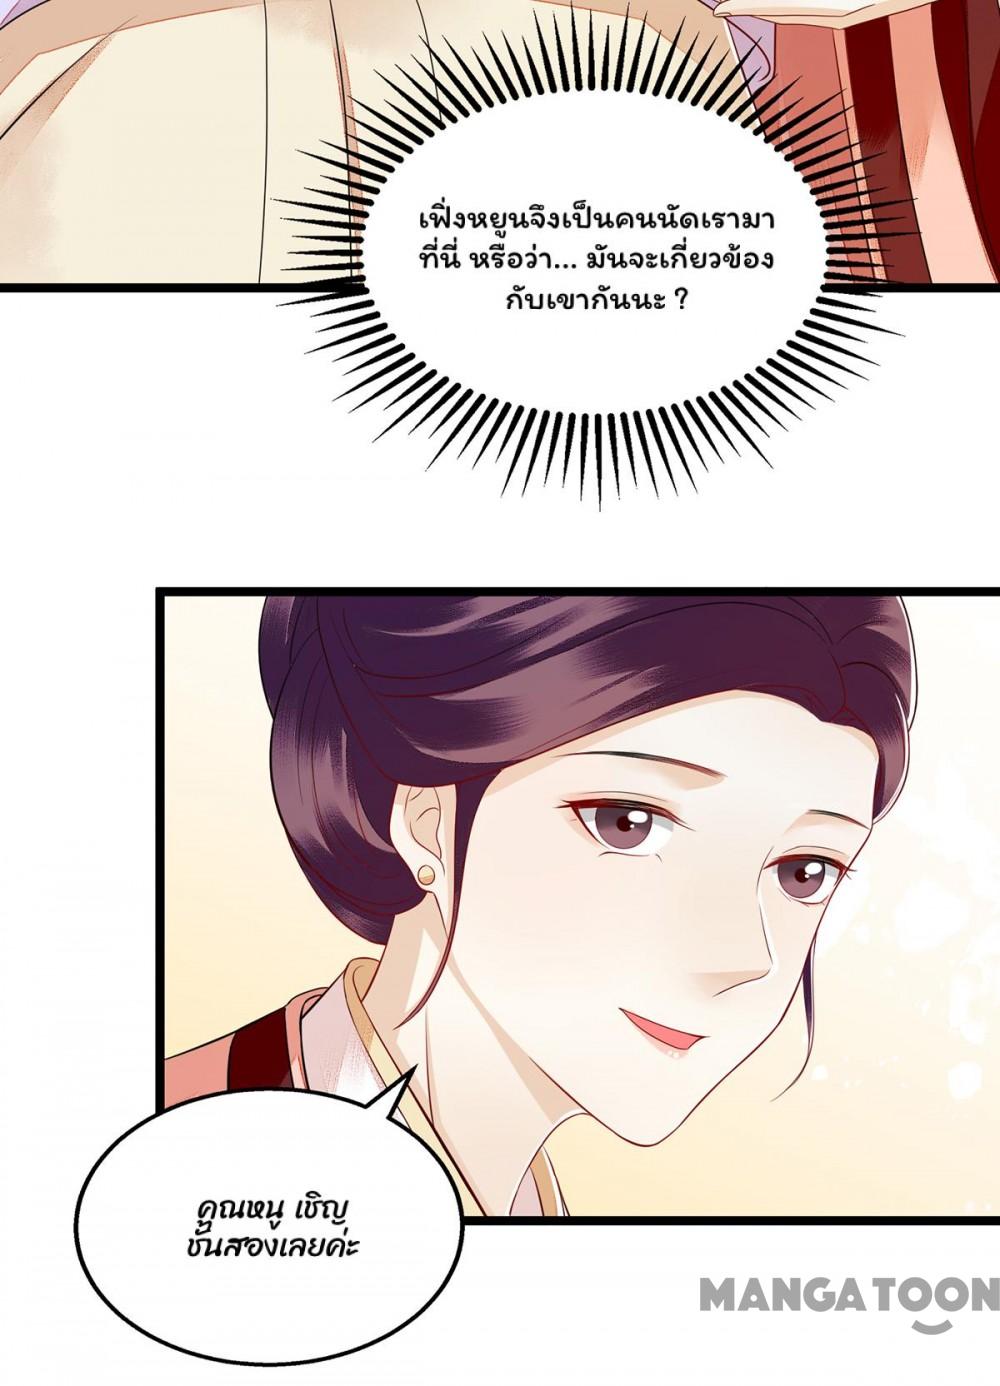 เฟิ่งหยูนจึงเป็นคนนัดเรามา
ที่นี่ หรือว่า... มันจะเกี่ยวข้อง
กับเขากันนะ ?
คุณหนู เชิญ
ชั้นสองเลยค่ะ
MANGATOON